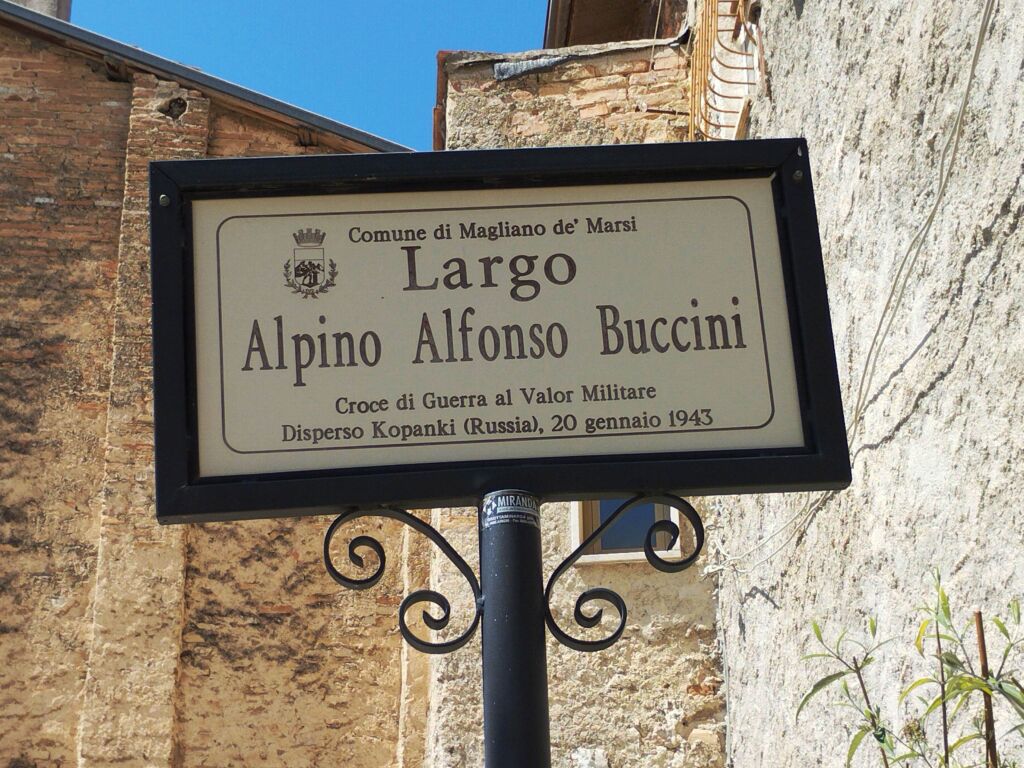 Comune di Magliano de' Marsi
Largo
Alpino Alfonso Buccini
Croce di Guerra al Valor Militare
Disperso Kopanki (Russia), 20 gennaio 1943
MIRANDA